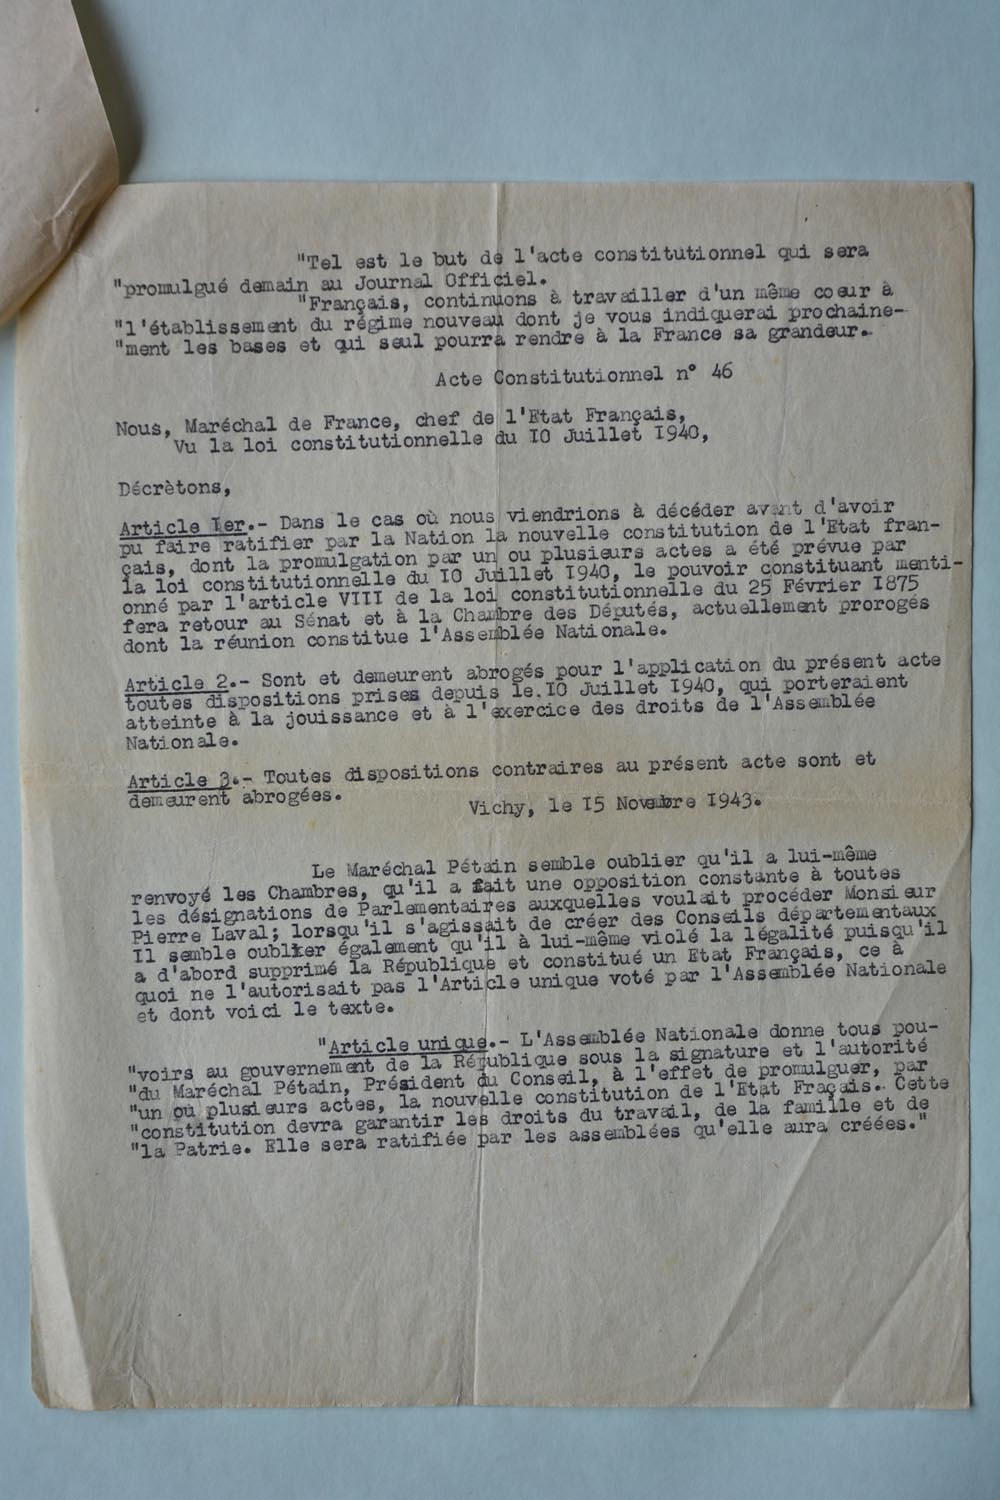 "Tel est le but de l'acte constitutionnel qui sera
"promulgué demain au Journal Officiel.
"Français, continuons à travailler d'un même coeur à
"l'établissement du régime nouveau dont je vous indiquerai prochaine-
"ment les bases et qui seul pourra rendre à la France sa grandeur.
Acte Constitutionnel n° 46
Nous, Maréchal de France, chef de l'Etat Français,
Vu la loi constitutionnelle du IO Juillet I940,
Décrètons,
Article Ier.- Dans le cas où nous viendrions à décéder avant d'avoir
pu faire ratifier par la Nation la nouvelle constitution de l'Etat fran-
çais, dont la promulgation par un ou plusieurs actes a été prévue par
la loi constitutionnelle du IO Juillet I940, le pouvoir constituant menti-
onné par l'article VIII de la loi constitutionnelle du 25 Février I875
fera retour au Sénat et à la Chambre des Députés, actuellement prorogés
dont la réunion constitue l'Assemblée Nationale.
Article 2.- Sont et demeurent abrogés pour l'application du présent acte
toutes dispositions prises depuis le.IO Juillet I940, qui porteraient
atteinte à la jouissance et à l'exercice des droits de l'Assemblée
Nationale.
Article 3.- Toutes dispositions contraires au présent acte sont et
demeurent abrogées.
Vichy, le I5 Novembre I943.
Le Maréchal Pétain semble oublier qu'il a lui-même
renvoyé les Chambres, qu'il a fait une opposition constante à toutes
les désignations de Parlementaires auxquelles voulait procéder Monsieur
Pierre Laval; lorsqu'il s'agissait de créer des Conseils départementaux
Il semble oublier également qu'il à lui-même violé la légalité puisqu'il
a d'abord supprimé la République et constitué un Etat Français, ce à
quoi ne l'autorisait pas l'Article unique voté par l'Assemblée Nationale
et dont voici le texte.
"Article unique.- L'Assemblée Nationale donne tous pou-
"voirs au gouvernement de la République sous la signature et l'autorité
"du Maréchal Pétain, Président du Conseil, à l'effet de promulguer, par
"un ou plusieurs actes, la nouvelle constitution de l'Etat Fraçais. Cette
"constitution devra garantir les droits du travail, de la famille et de
"la Patrie. Elle sera ratifiée par les assemblées qu'elle aura créées."